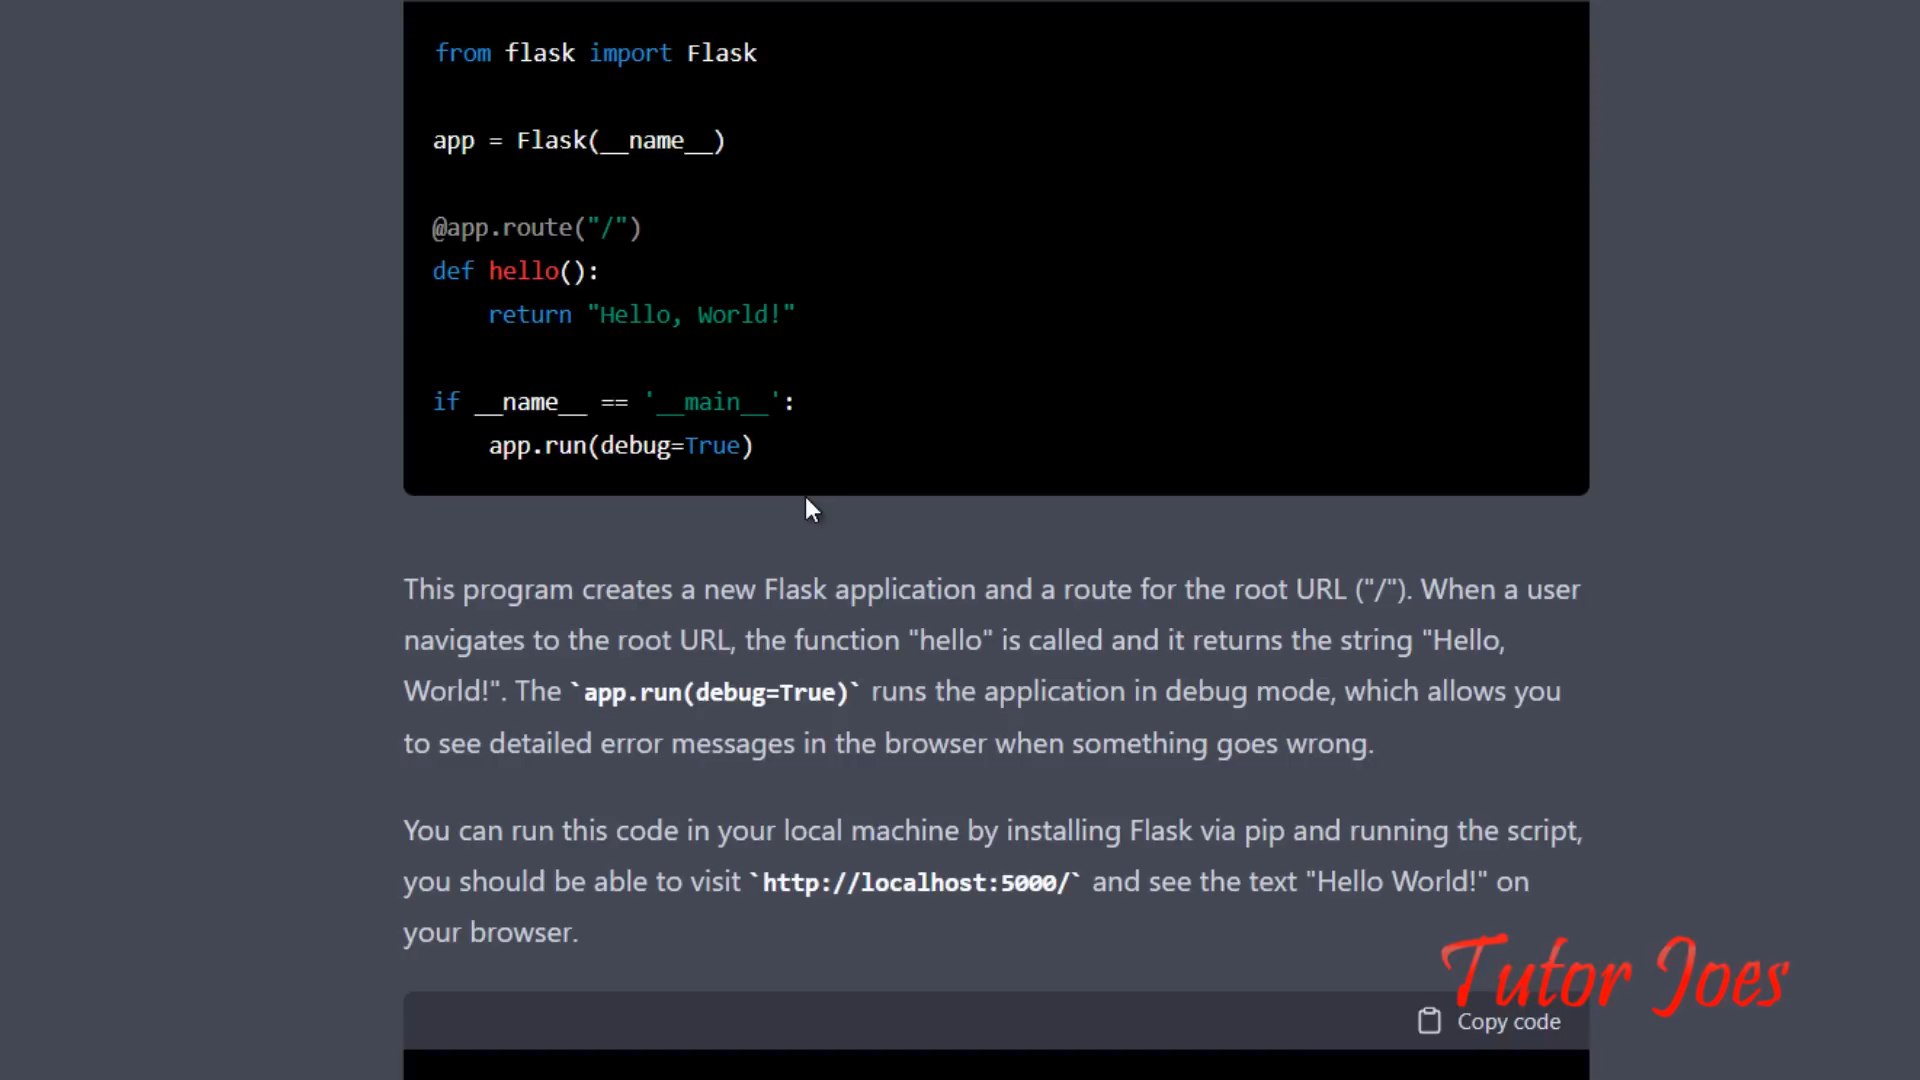 from flask import Flask
app = Flask(__name__)
@app.route("/")
def hello():
    return "Hello, World!"
if __name__ == '__main__':
    app.run(debug=True)
This program creates a new Flask application and a route for the root URL ("/"). When a user
navigates to the root URL, the function "hello" is called and it returns the string "Hello,
World!". The `app.run(debug=True)` runs the application in debug mode, which allows you
to see detailed error messages in the browser when something goes wrong.
You can run this code in your local machine by installing Flask via pip and running the script,
you should be able to visit `http://localhost:5000/` and see the text "Hello World!" on
your browser.
Tutor Joes
Copy code